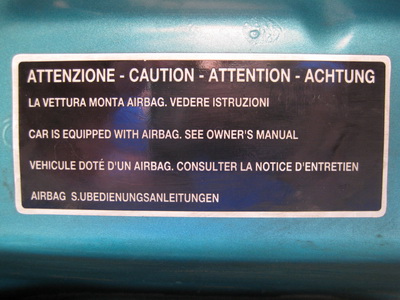 ATTENZIONE - CAUTION - ATTENTION - ACHTUNG
LA VETTURA MONTA AIRBAG. VEDERE ISTRUZIONI
CAR IS EQUIPPED WITH AIRBAG. SEE OWNER'S MANUAL
VEHICULE DOTÉ D'UN AIRBAG. CONSULTER LA NOTICE D'ENTRETIEN
AIRBAG S.UBEDIENUNGSANLEITUNGEN